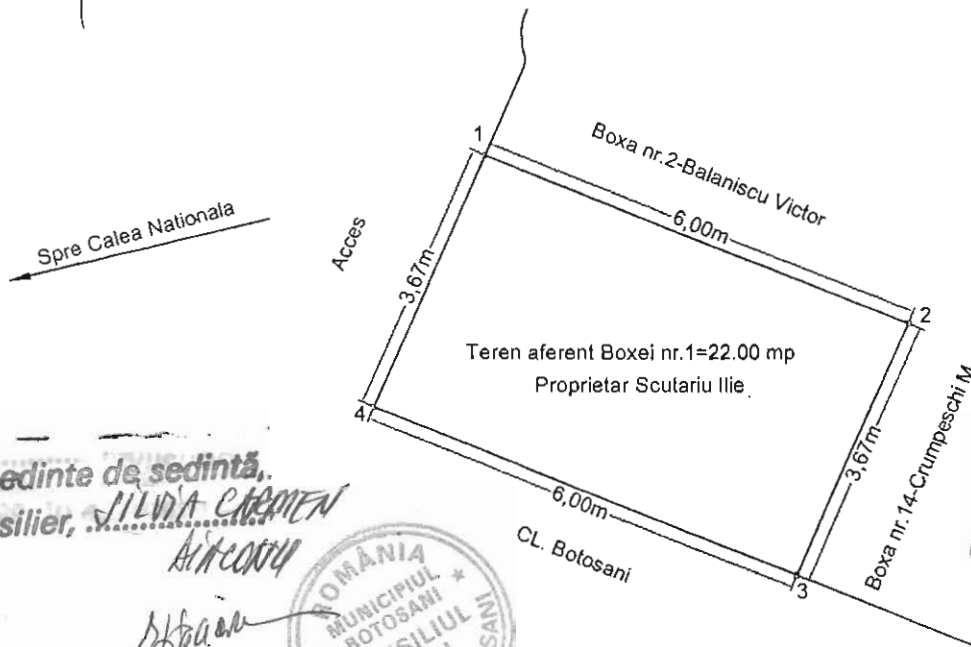 1
Boxa nr.2-Balaniscu Victor
6,00m
Spre Calea Nationala
Acces
3,67m
2
Teren aferent Boxei nr.1=22.00 mp
Proprietar Scutariu Ilie
4
3,67m
Boxa nr.14-Crumpeschi M
edinte de sedintă,
silier, SILVIA CARMEN
6,00m
CL. Botosani
3
ROMÂNIA
MUNICIPIUL
BOTOSANI